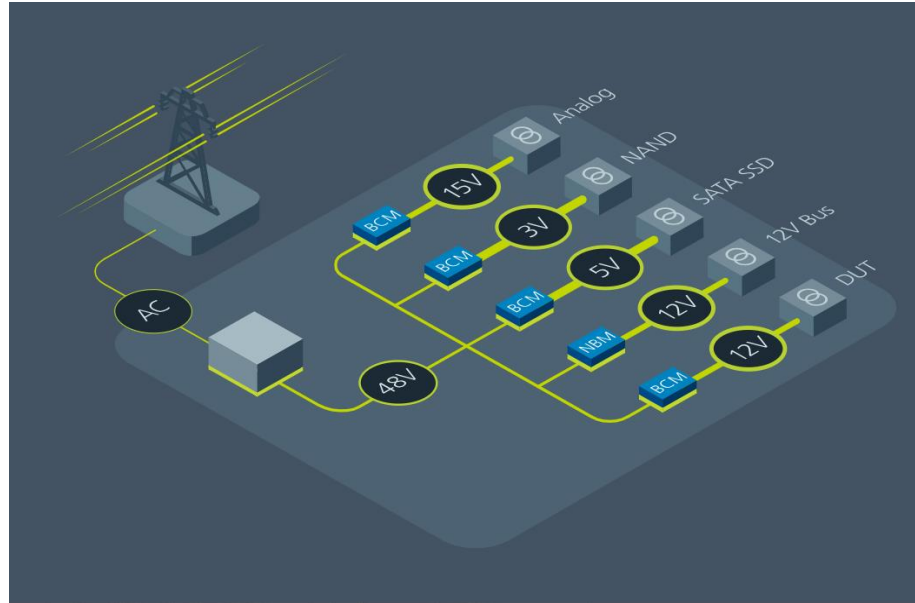 Analog
15V
BCM
NAND
3V
BCM
SATA SSD
5V
BCM
12V Bus
12V
NBM
DUT
12V
BCM
AC
48V